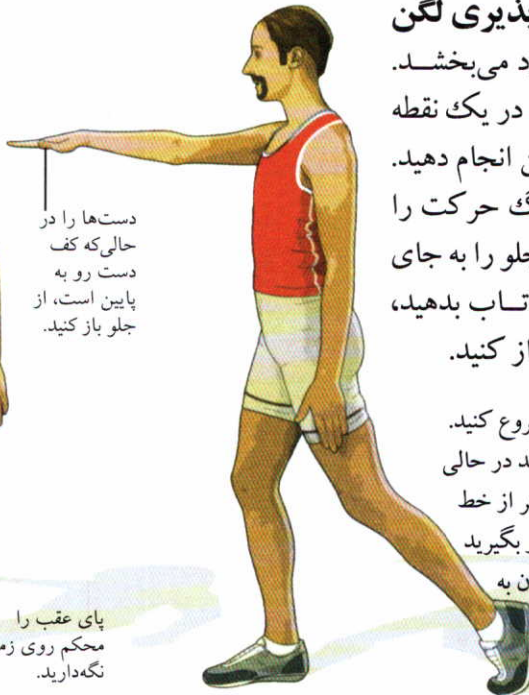 پذیری لگن
د می‌بخشد.
در یک نقطه
ن انجام دهید.
گ حرکت را
جلو را به جای
تاب بدهید،
از کنید.
روع کنید.
د در حالی
ر از خط
بگیرید
ن به
دست‌ها را در
حالی‌که کف
دست رو به
پایین است، از
جلو باز کنید.
پای عقب را
محکم روی زم
نگه‌دارید.